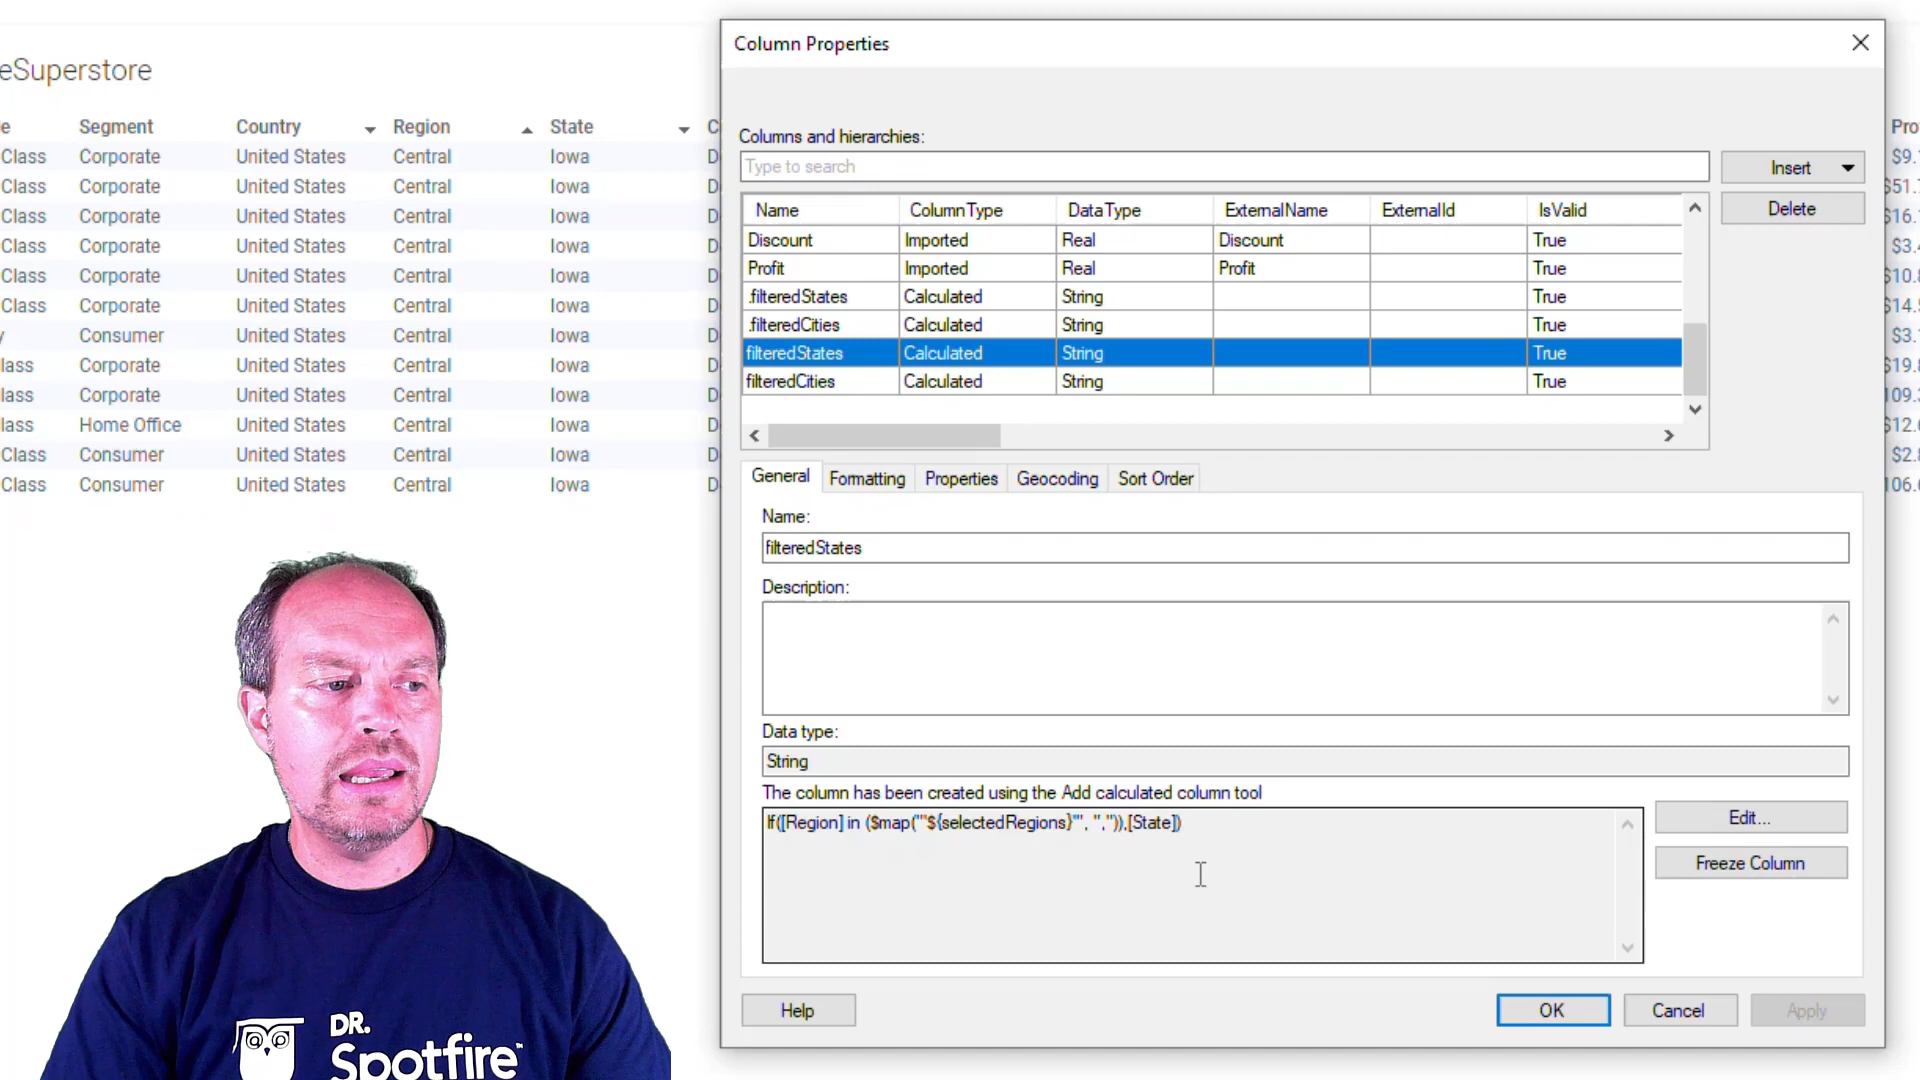 eSuperstore
e Segment Country Region State C
Class Corporate United States Central Iowa D
Corporate United States Central Iowa D
Class Corporate United States Central Iowa D
Corporate United States Central Iowa D
Class Corporate United States Central Iowa D
Class Corporate United States Central Iowa D
y Consumer United States Central Iowa D
lass Corporate United States Central Iowa D
lass Corporate United States Central Iowa D
lass Home Office United States Central Iowa D
Class Consumer United States Central Iowa D
Class Consumer United States Central Iowa D
Column Properties
Columns and hierarchies:
Type to search
Insert
Delete
Name ColumnType DataType ExternalName ExternalId IsValid
Discount Imported Real Discount True
Profit Imported Real Profit True
.filteredStates Calculated String True
.filteredCities Calculated String True
filteredStates Calculated String True
filteredCities Calculated String True
General Formatting Properties Geocoding Sort Order
Name:
filteredStates
Description:
Data type:
String
The column has been created using the Add calculated column tool
If([Region] in ($map("'${selectedRegions}'", ",")),[State])
Edit...
Freeze Column
Help
OK
Cancel
Apply
Pro
$9.
$51.
$16.
$3.
$10.
$14.
$3.
$19.
109.
$12.
$2.
106.
DR.
Spotfire™